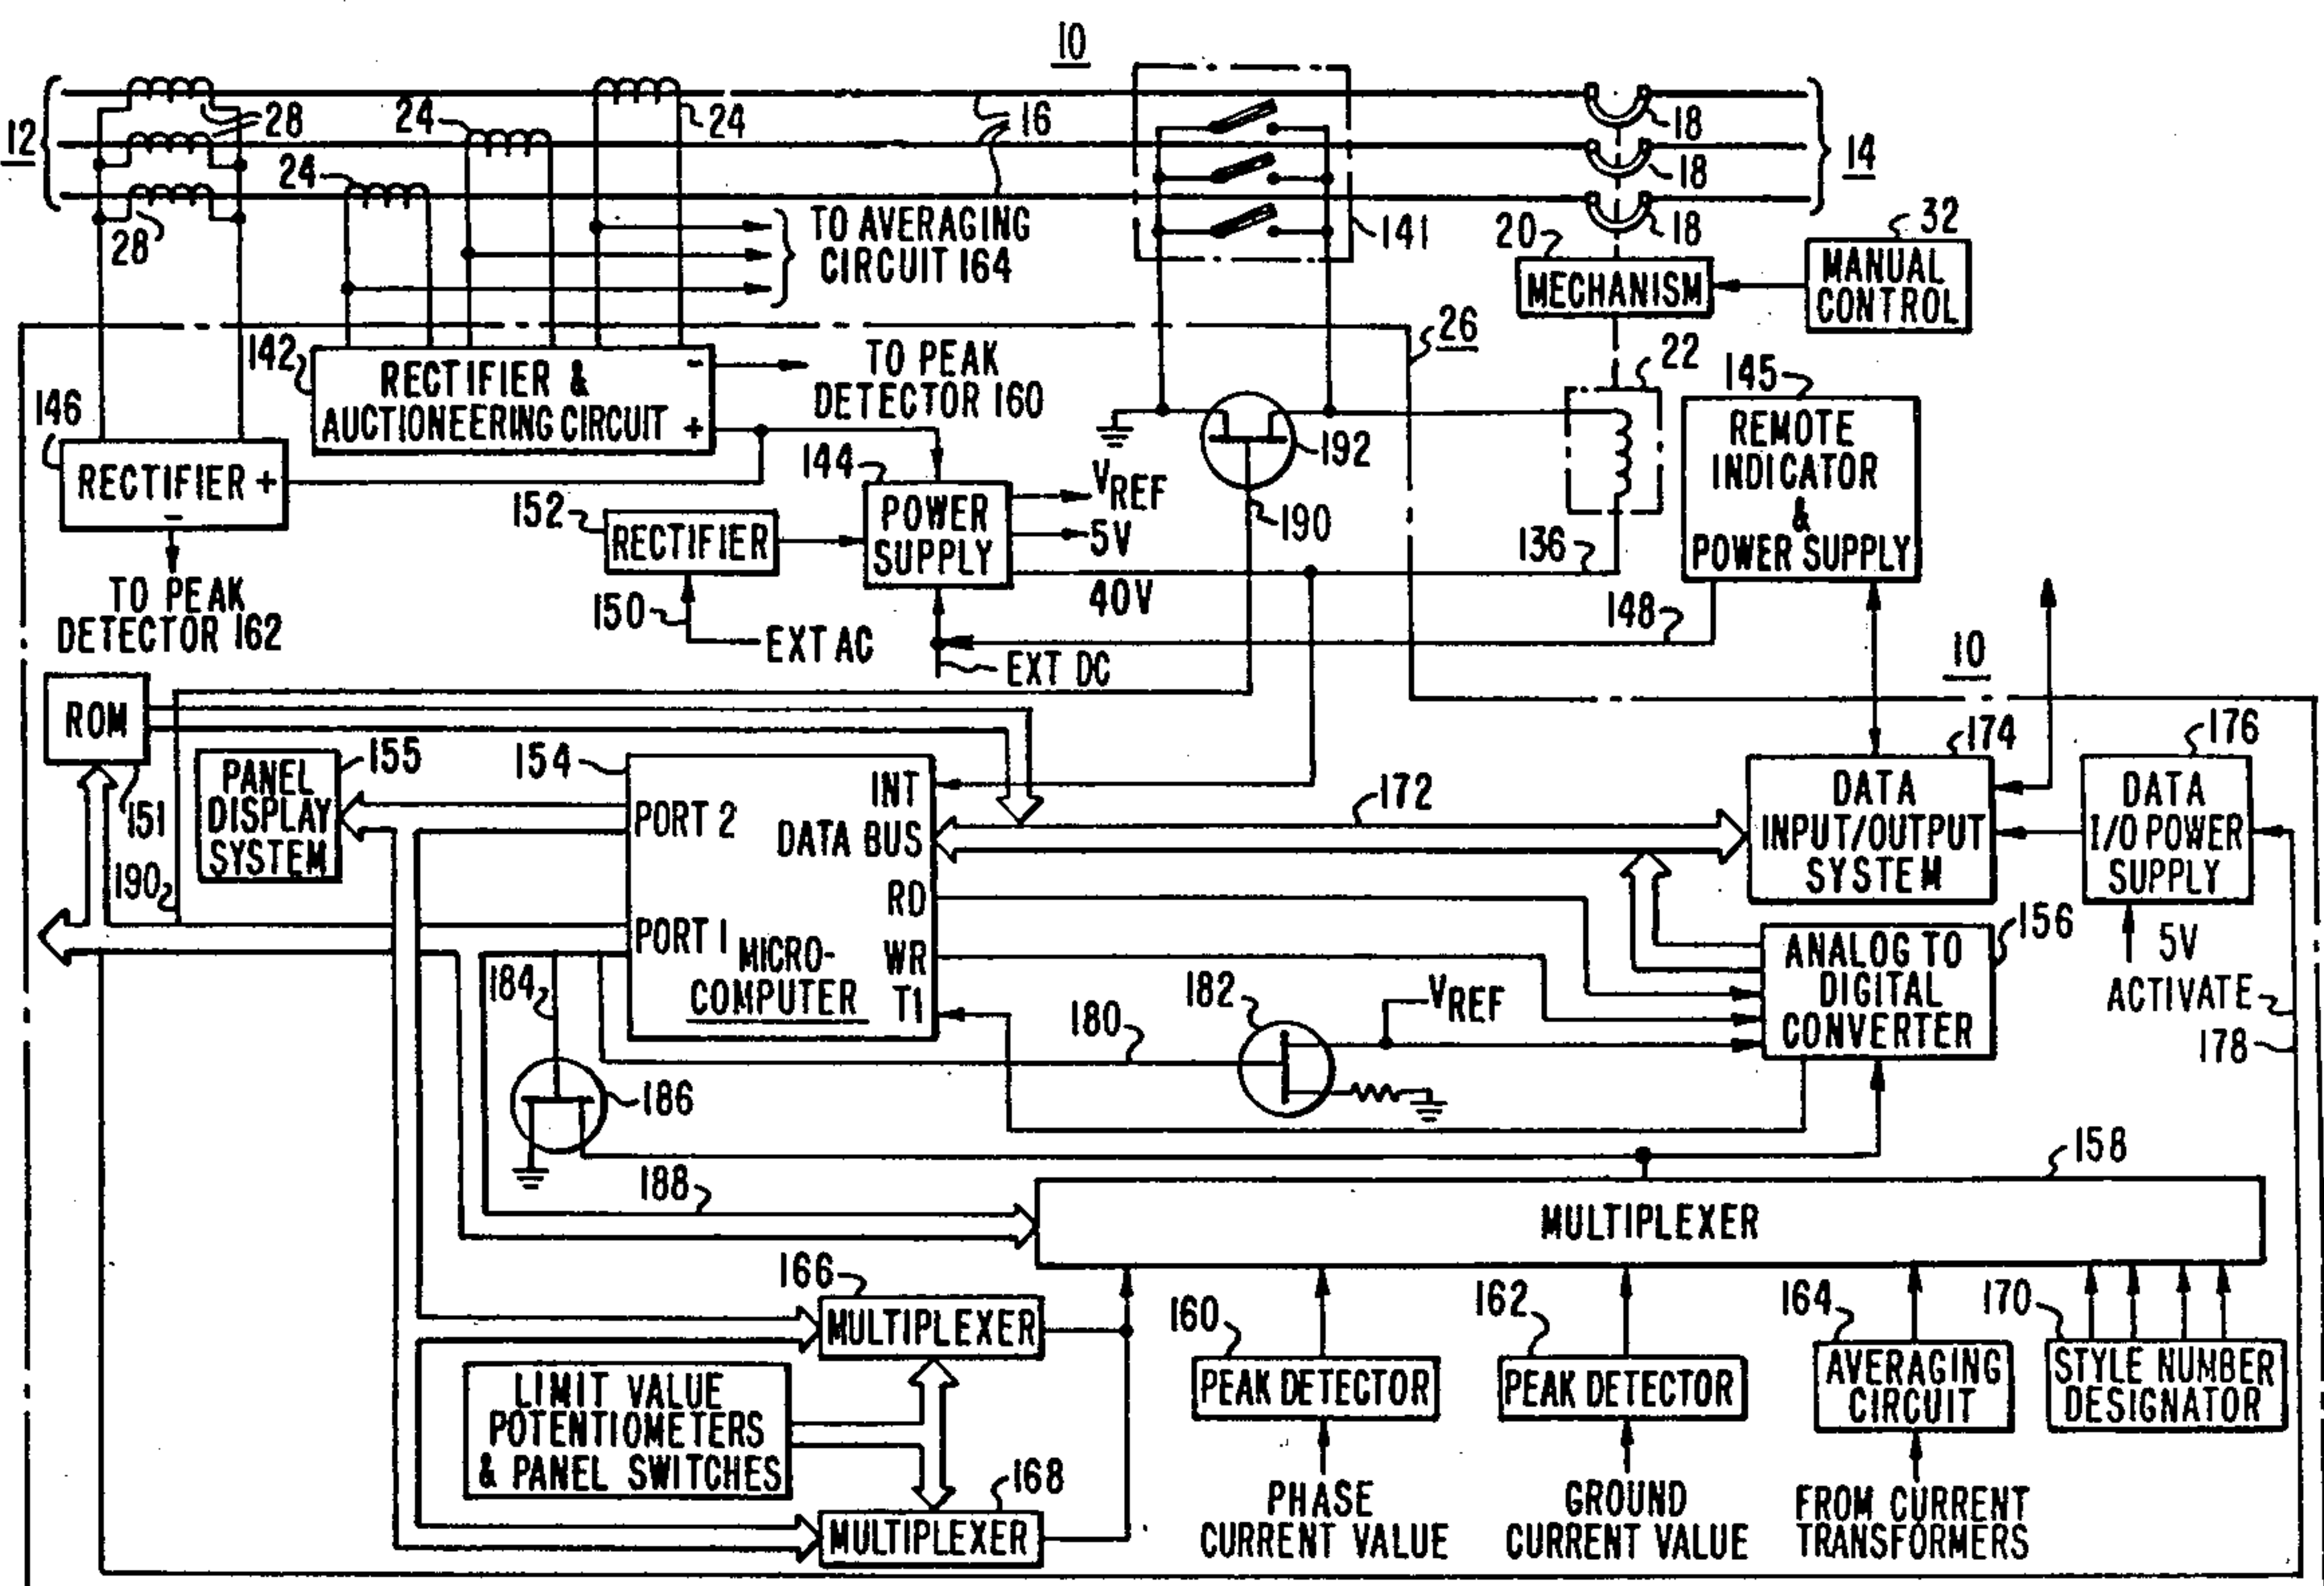 10
12
28
24
24
16
18
14
24
18
28
TO AVERAGING
CIRCUIT 164
141
20
18
32
MECHANISM
MANUAL
CONTROL
26
142
RECTIFIER &
AUCTIONEERING CIRCUIT
-
+
TO PEAK
DETECTOR 160
22
145
REMOTE
INDICATOR
&
POWER SUPPLY
146
RECTIFIER +
-
192
144
POWER
SUPPLY
VREF
5V
40V
190
152
RECTIFIER
136
TO PEAK
DETECTOR 162
150
EXT AC
EXT DC
148
10
ROM
151
PANEL
DISPLAY
SYSTEM
155
154
INT
PORT 2
DATA BUS
RD
PORT 1
MICRO-
COMPUTER
WR
T1
172
174
DATA
INPUT/OUTPUT
SYSTEM
176
DATA
I/O POWER
SUPPLY
190
156
ANALOG TO
DIGITAL
CONVERTER
5V
ACTIVATE
178
184
182
VREF
180
186
188
158
MULTIPLEXER
166
MULTIPLEXER
160
PEAK DETECTOR
162
PEAK DETECTOR
164
AVERAGING
CIRCUIT
170
STYLE NUMBER
DESIGNATOR
LIMIT VALUE
POTENTIOMETERS
& PANEL SWITCHES
168
MULTIPLEXER
PHASE
CURRENT VALUE
GROUND
CURRENT VALUE
FROM CURRENT
TRANSFORMERS